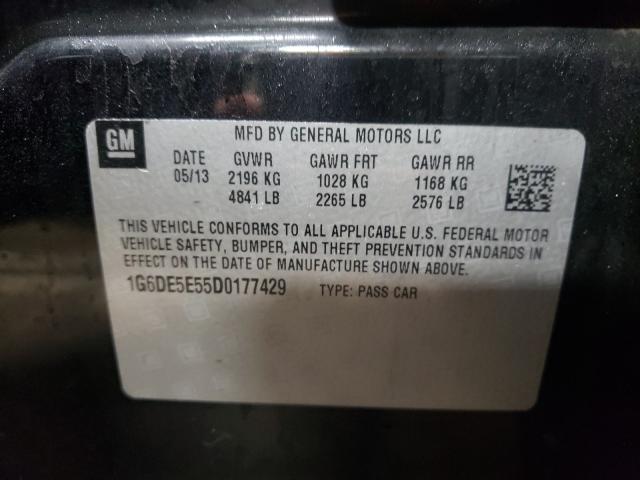 GM
MFD BY GENERAL MOTORS LLC
DATE GVWR GAWR FRT GAWR RR
05/13 2196 KG 1028 KG 1168 KG
4841 LB 2265 LB 2576 LB
THIS VEHICLE CONFORMS TO ALL APPLICABLE U.S. FEDERAL MOTOR
VEHICLE SAFETY, BUMPER, AND THEFT PREVENTION STANDARDS IN
EFFECT ON THE DATE OF MANUFACTURE SHOWN ABOVE.
1G6DE5E55D0177429 TYPE: PASS CAR